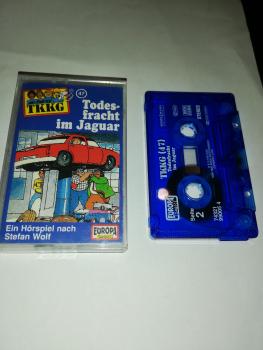 TKKG
47
Todes-
fracht
im Jaguar
Ein Hörspiel nach
Stefan Wolf
EUROPA
TKKG (47)
Todesfracht
im Jaguar
STEREO
EUROPA
Seite
2